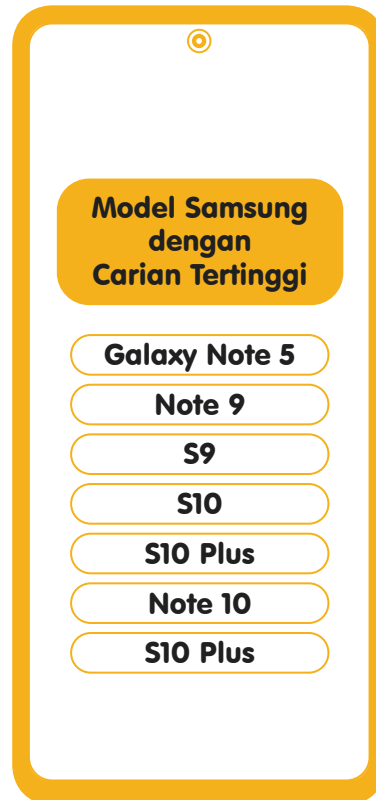 Model Samsung
dengan
Carian Tertinggi
Galaxy Note 5
Note 9
S9
S10
S10 Plus
Note 10
S10 Plus